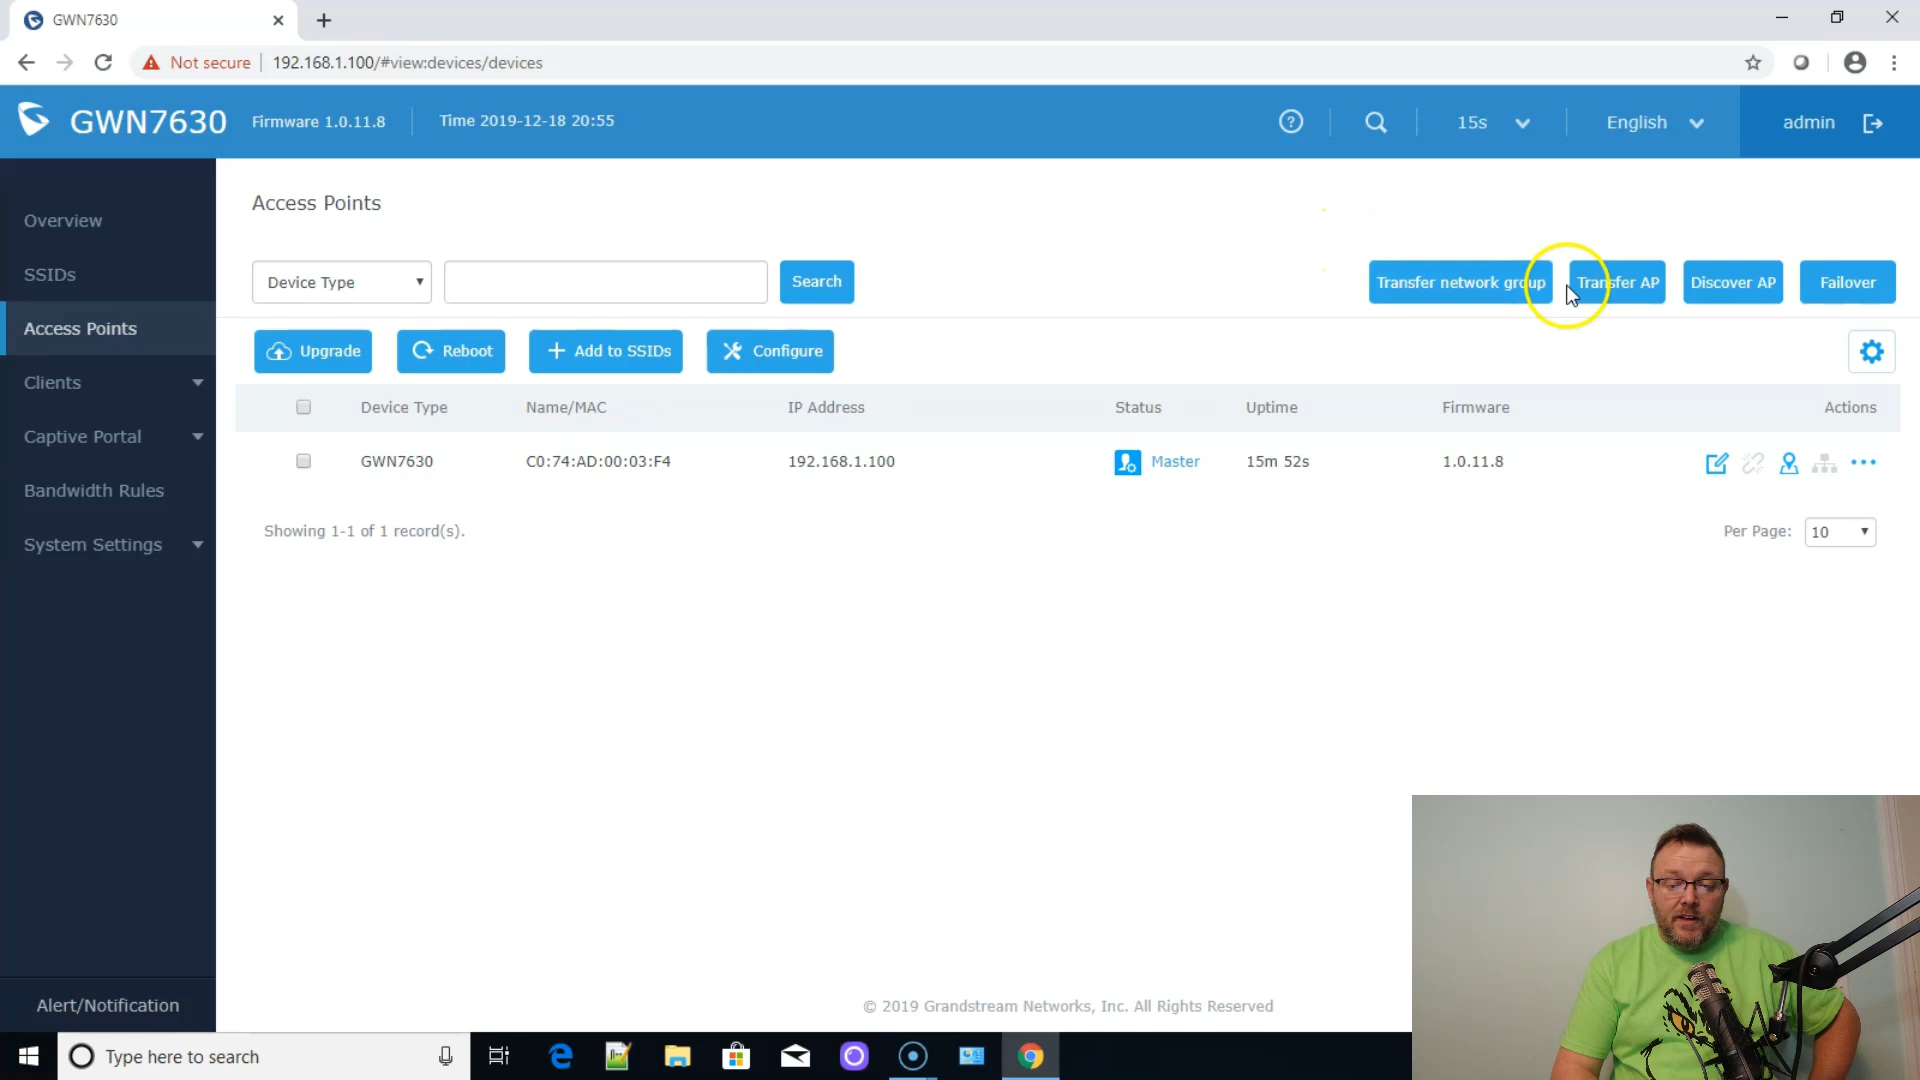 GWN7630
Not secure
192.168.1.100/#view:devices/devices
GWN7630
Firmware 1.0.11.8
Time 2019-12-18 20:55
15s
English
admin
Overview
SSIDs
Access Points
Clients
Captive Portal
Bandwidth Rules
System Settings
Alert/Notification
Access Points
Device Type
Search
Transfer network group
Transfer AP
Discover AP
Failover
Upgrade
Reboot
Add to SSIDs
Configure
Device Type Name/MAC IP Address Status Uptime Firmware Actions
GWN7630 C0:74:AD:00:03:F4 192.168.1.100 Master 15m 52s 1.0.11.8
Showing 1-1 of 1 record(s).
Per Page: 10
© 2019 Grandstream Networks, Inc. All Rights Reserved
Type here to search